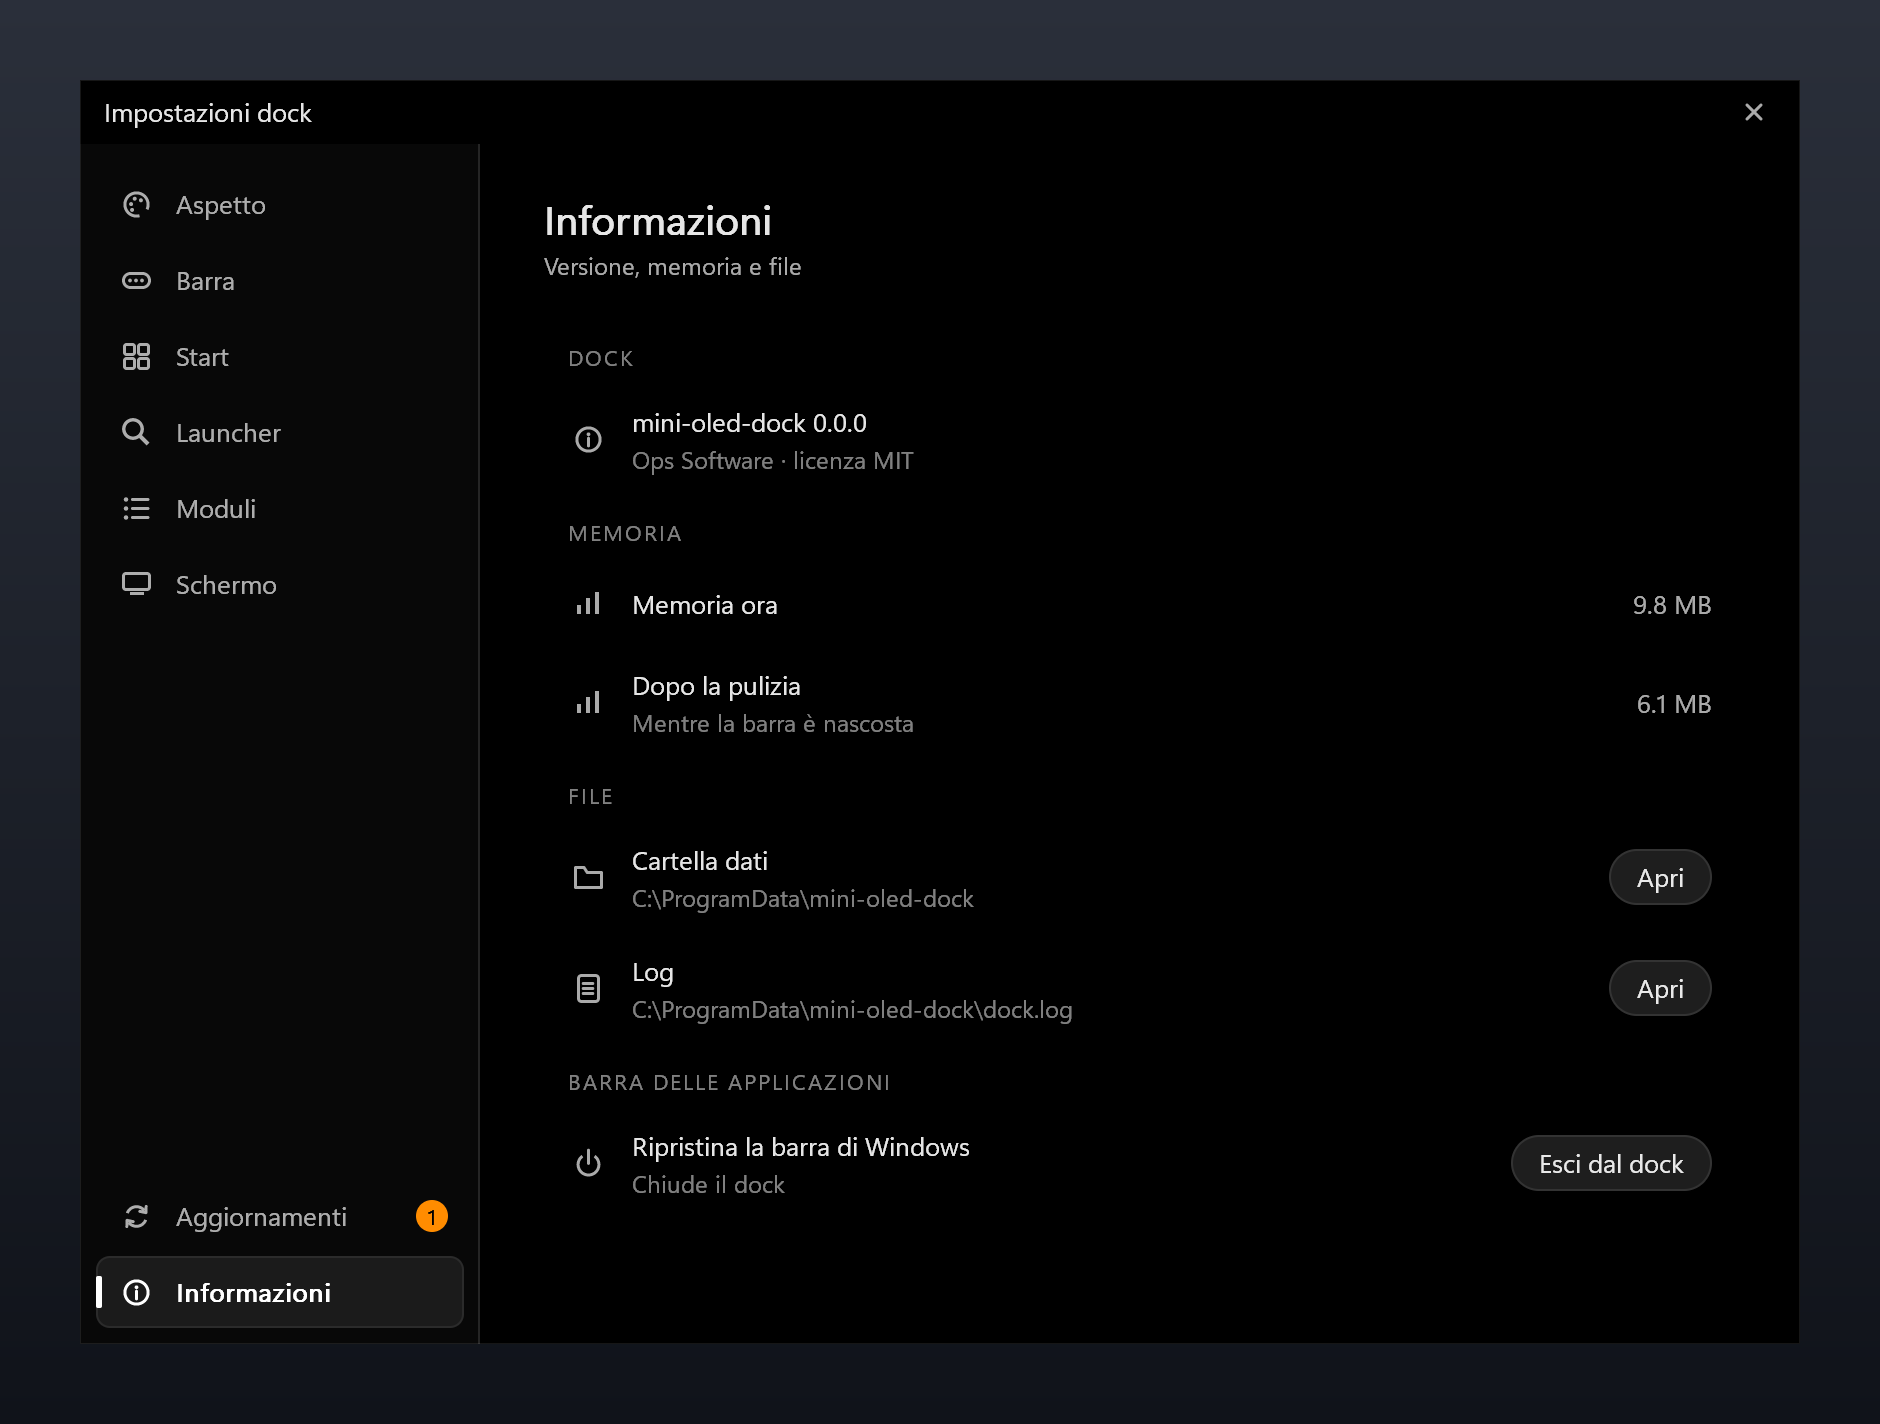 Impostazioni dock
Aspetto
Barra
Start
Launcher
Moduli
Schermo
Aggiornamenti
1
Informazioni
Informazioni
Versione, memoria e file
DOCK
mini-oled-dock 0.0.0
Ops Software · licenza MIT
MEMORIA
Memoria ora
9.8 MB
Dopo la pulizia
Mentre la barra è nascosta
6.1 MB
FILE
Cartella dati
C:\ProgramData\mini-oled-dock
Apri
Log
C:\ProgramData\mini-oled-dock\dock.log
Apri
BARRA DELLE APPLICAZIONI
Ripristina la barra di Windows
Chiude il dock
Esci dal dock